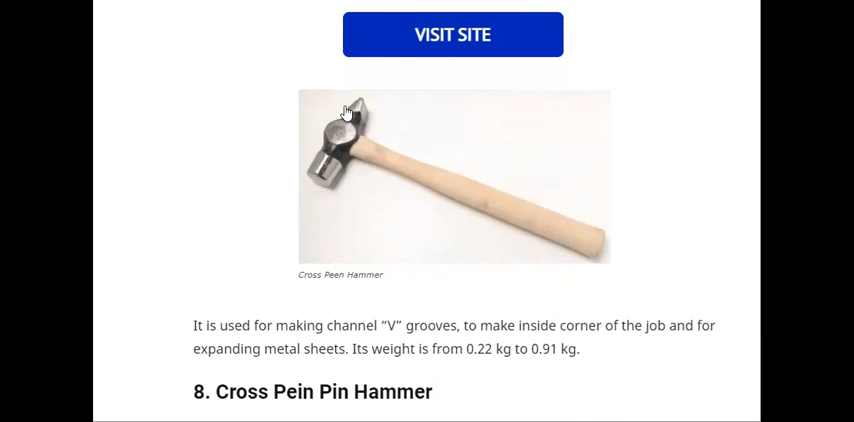 VISIT SITE
Cross Peen Hammer
It is used for making channel “V” grooves, to make inside corner of the job and for
expanding metal sheets. Its weight is from 0.22 kg to 0.91 kg.
8. Cross Pein Pin Hammer